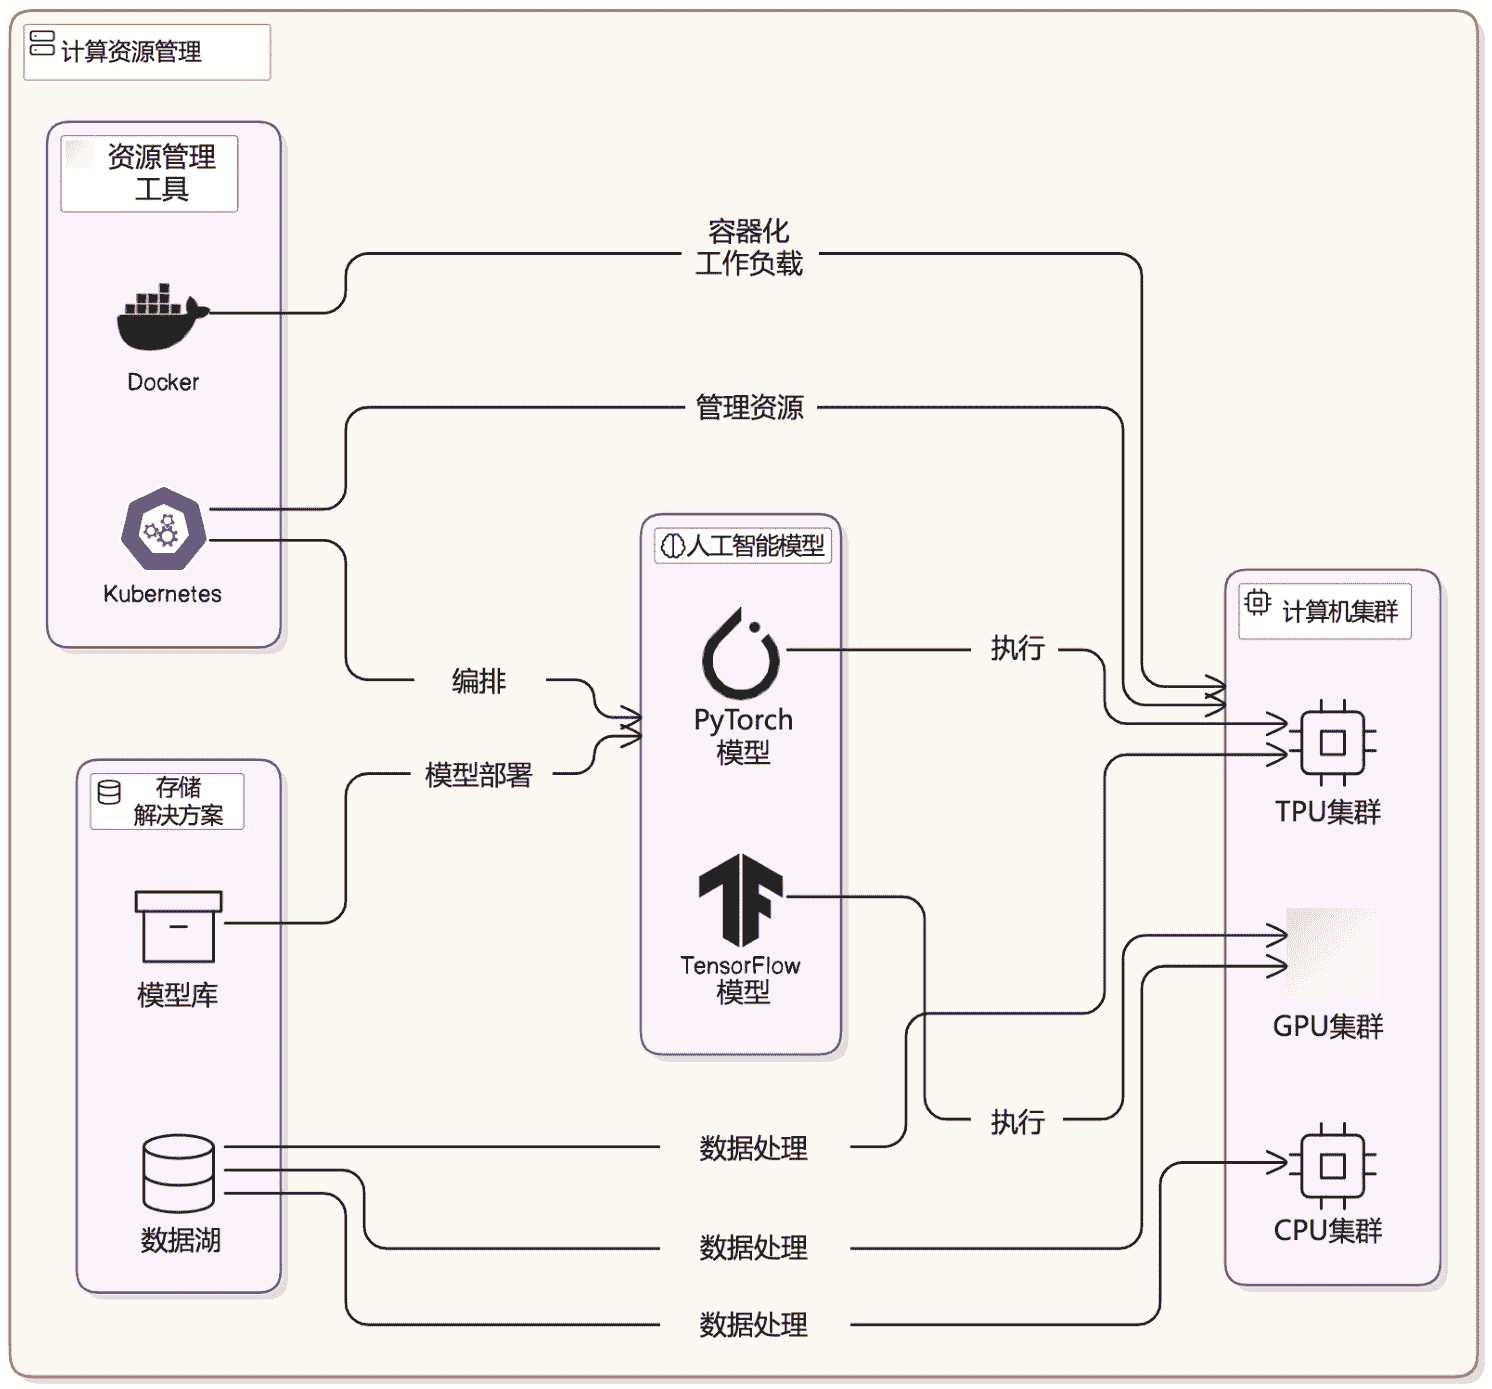 计算资源管理
资源管理
工具
容器化
工作负载
Docker
管理资源
Kubernetes
人工智能模型
计算机集群
执行
编排
PyTorch
模型
模型部署
存储
解决方案
TPU集群
TensorFlow
模型
模型库
GPU集群
执行
数据处理
数据湖
CPU集群
数据处理
数据处理